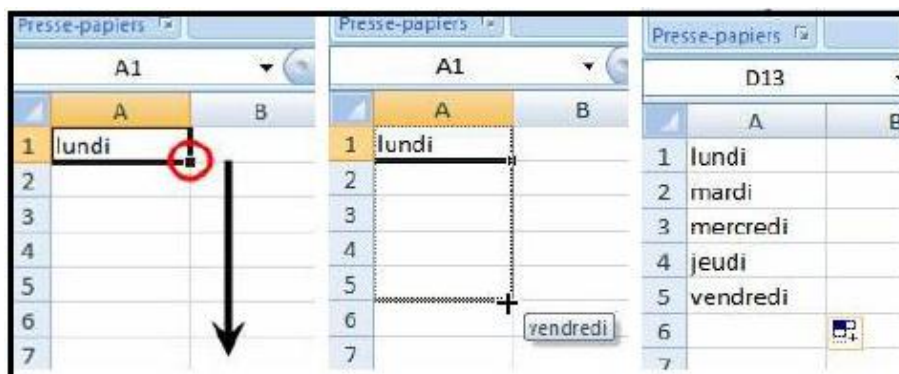 Presse-papiers
A1
A B
1 lundi
2
3
4
5
6
7
Presse-papiers
A1
A B
1 lundi
2
3
4
5
6
7
vendredi
Presse-papiers
D13
A
1 lundi
2 mardi
3 mercredi
4 jeudi
5 vendredi
6
7